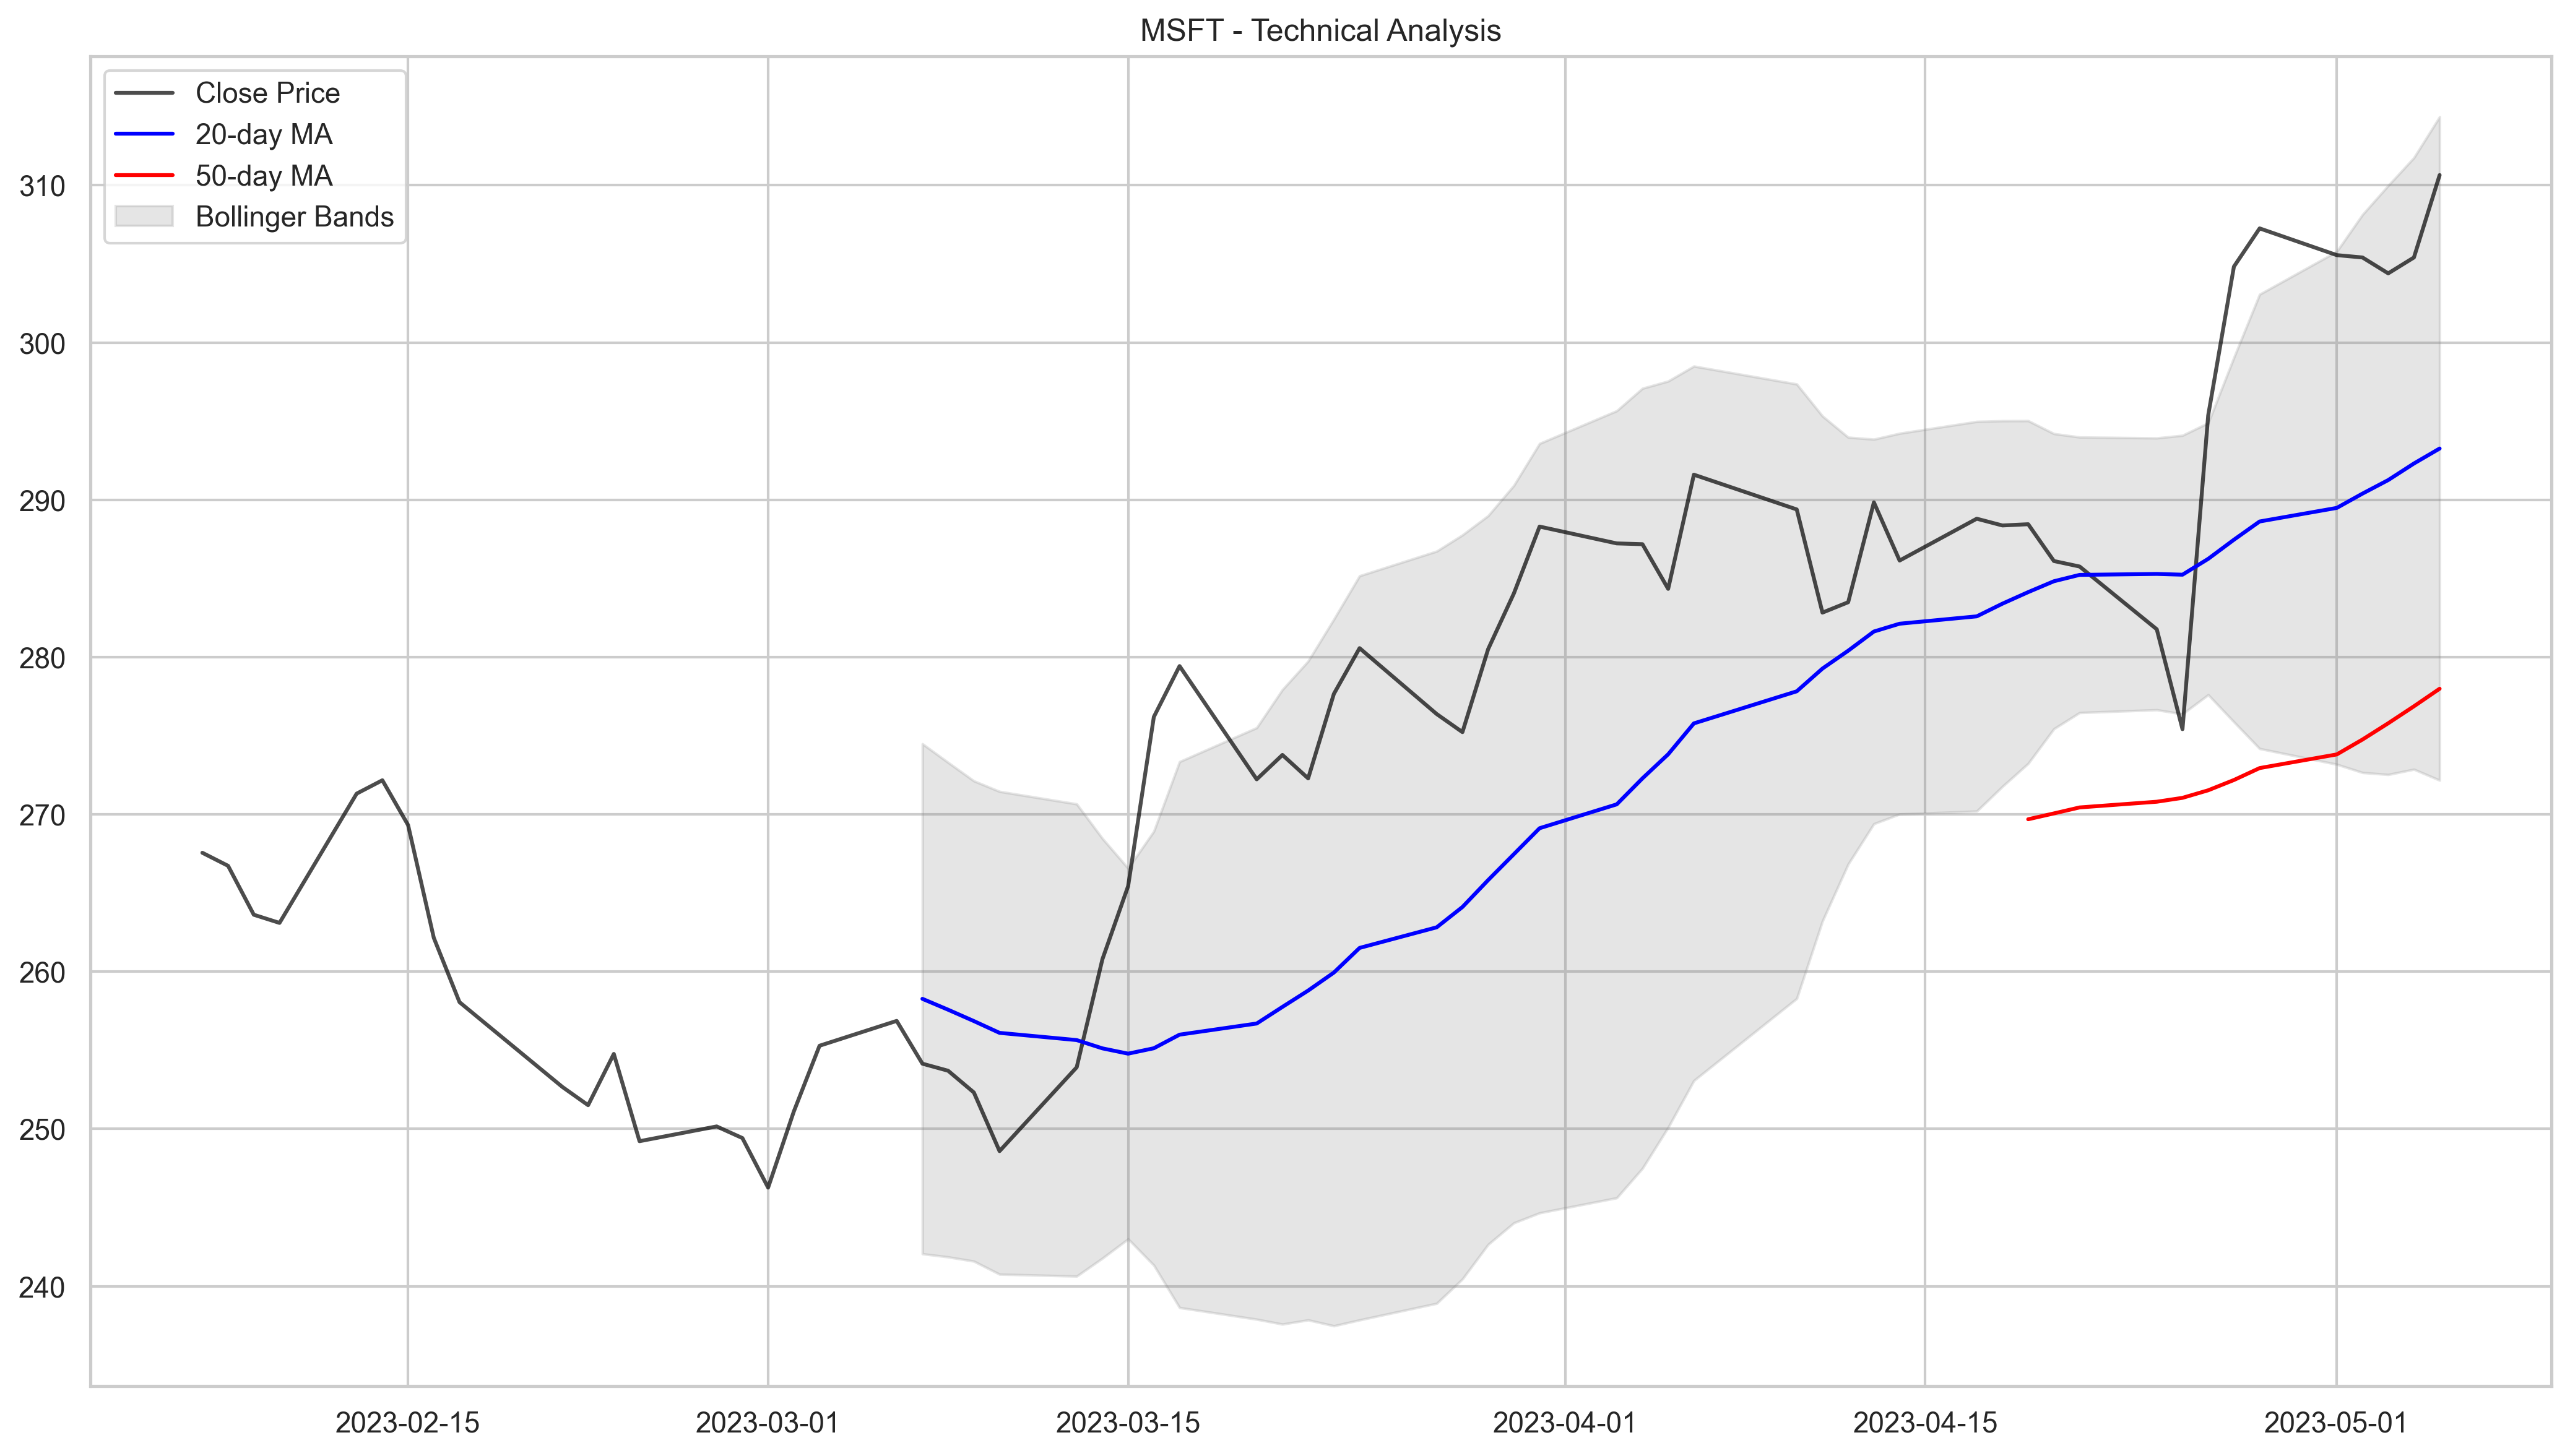 MSFT - Technical Analysis
Close Price
20-day MA
50-day MA
Bollinger Bands
310
300
290
280
270
260
250
240
2023-02-15
2023-03-01
2023-03-15
2023-04-01
2023-04-15
2023-05-01